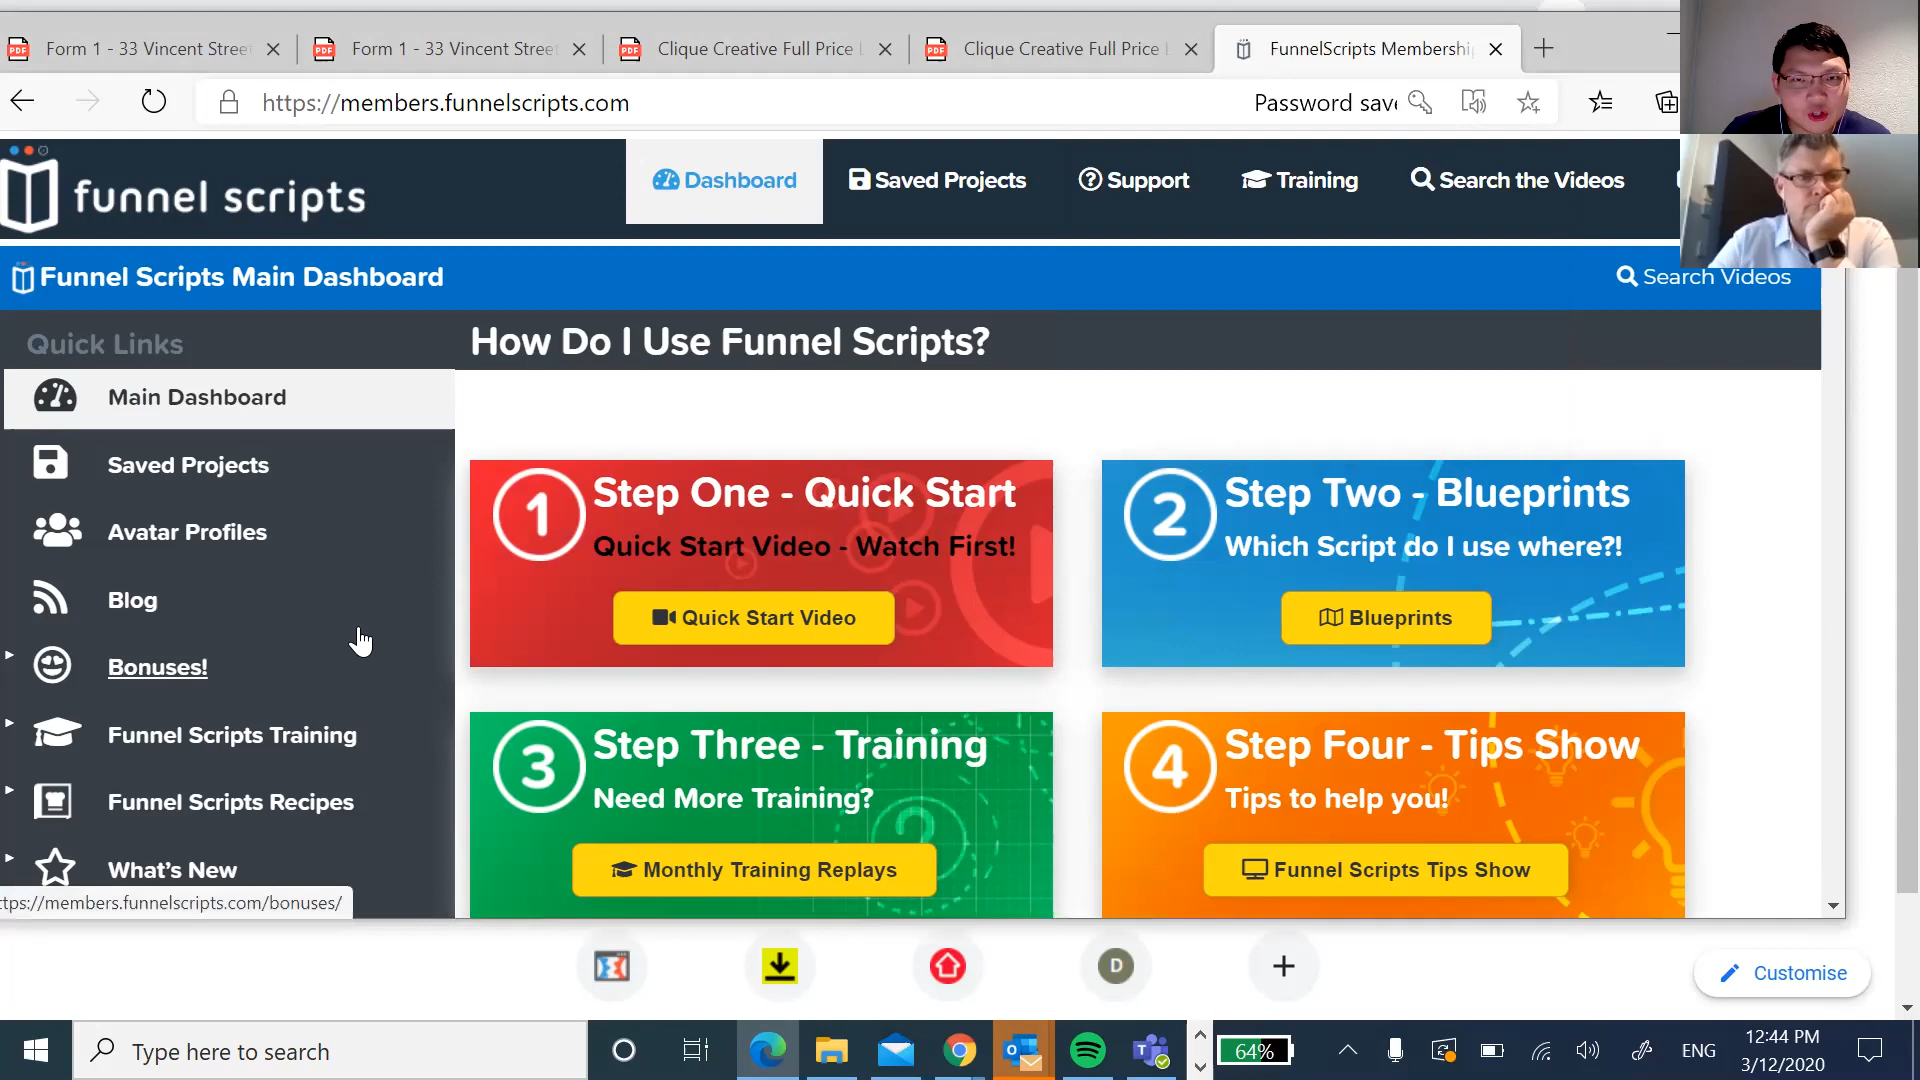 Form 1 - 33 Vincent Stree
Form 1 - 33 Vincent Stree
Clique Creative Full Price
Clique Creative Full Price
FunnelScripts Membershi
https://members.funnelscripts.com
Password save
funnel scripts
Dashboard
Saved Projects
Support
Training
Search the Videos
Funnel Scripts Main Dashboard
Search Videos
Quick Links
Main Dashboard
Saved Projects
Avatar Profiles
Blog
Bonuses!
Funnel Scripts Training
Funnel Scripts Recipes
What's New
ttps://members.funnelscripts.com/bonuses/
How Do I Use Funnel Scripts?
1
Step One - Quick Start
Quick Start Video - Watch First!
Quick Start Video
2
Step Two - Blueprints
Which Script do I use where?!
Blueprints
3
Step Three - Training
Need More Training?
Monthly Training Replays
4
Step Four - Tips Show
Tips to help you!
Funnel Scripts Tips Show
D
Customise
Type here to search
64%
ENG
12:44 PM
3/12/2020